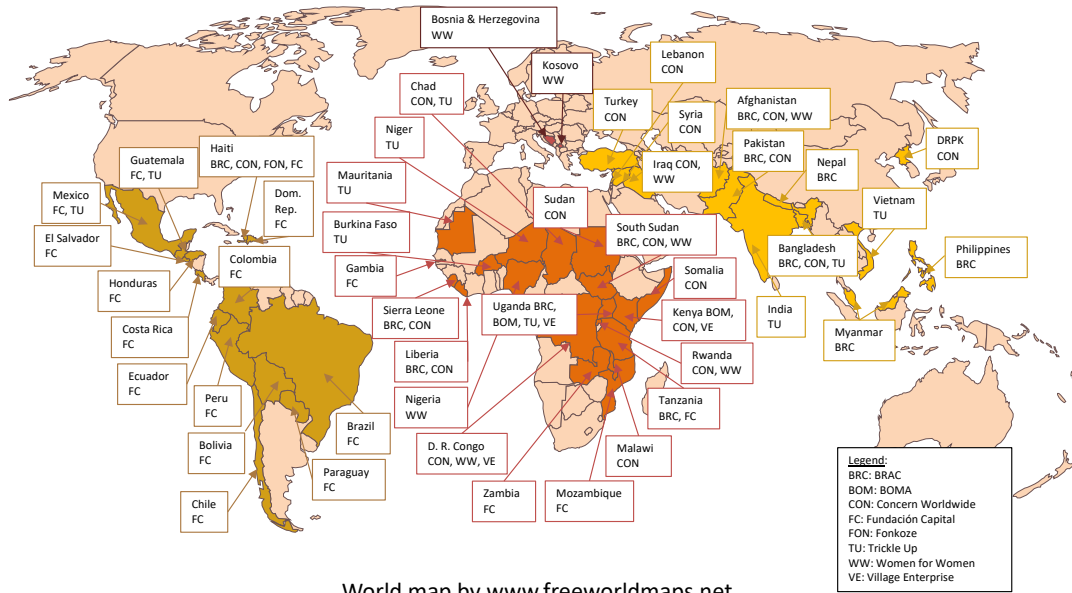 Bosnia & Herzegovina
WW
Kosovo
WW
Lebanon
CON
Chad
CON, TU
Turkey
CON
Syria
CON
Afghanistan
BRC, CON, WW
Niger
TU
Pakistan
BRC, CON
DRPK
CON
Haiti
BRC, CON, FON, FC
Guatemala
FC, TU
Iraq CON,
WW
Nepal
BRC
Mauritania
TU
Mexico
FC, TU
Dom.
Rep.
FC
Sudan
CON
Vietnam
TU
Burkina Faso
TU
South Sudan
BRC, CON, WW
El Salvador
FC
Bangladesh
BRC, CON, TU
Philippines
BRC
Colombia
FC
Gambia
FC
Somalia
CON
Honduras
FC
India
TU
Sierra Leone
BRC, CON
Uganda BRC,
BOM, TU, VE
Kenya BOM,
CON, VE
Costa Rica
FC
Myanmar
BRC
Liberia
BRC, CON
Rwanda
CON, WW
Ecuador
FC
Peru
FC
Nigeria
WW
Tanzania
BRC, FC
Brazil
FC
Bolivia
FC
D. R. Congo
CON, WW, VE
Malawi
CON
Paraguay
FC
Chile
FC
Zambia
FC
Mozambique
FC
Legend:
BRC: BRAC
BOM: BOMA
CON: Concern Worldwide
FC: Fundación Capital
FON: Fonkoze
TU: Trickle Up
WW: Women for Women
VE: Village Enterprise
World map by www.freeworldmaps.net